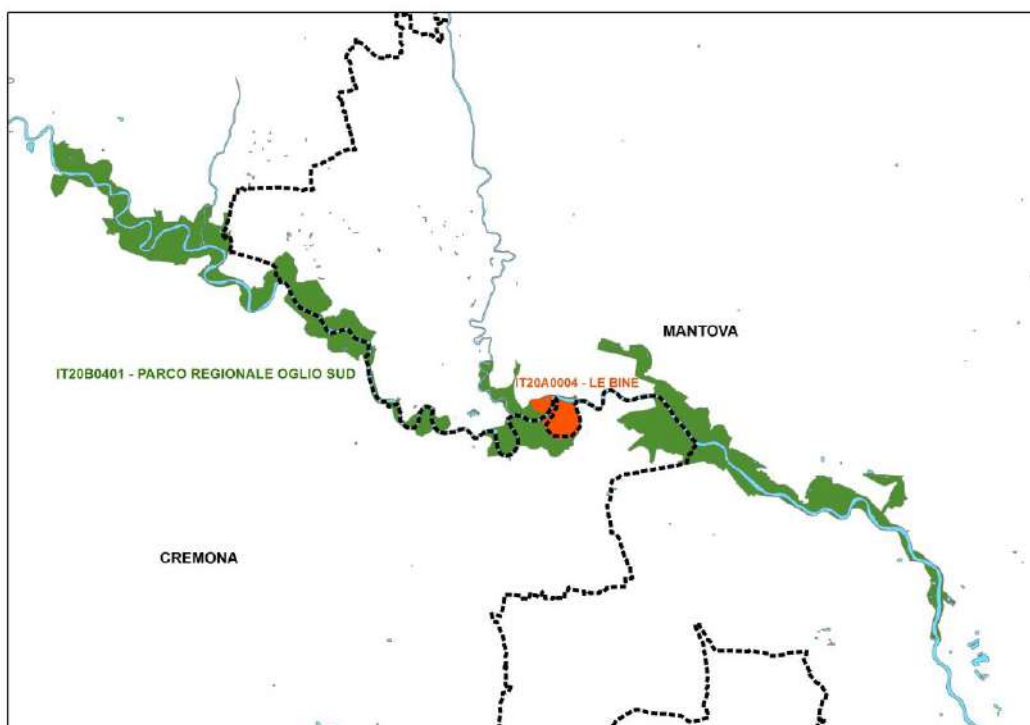 MANTOVA
IT20B0401 - PARCO REGIONALE OGLIO SUD
IT20A0004 - LE BINE
CREMONA